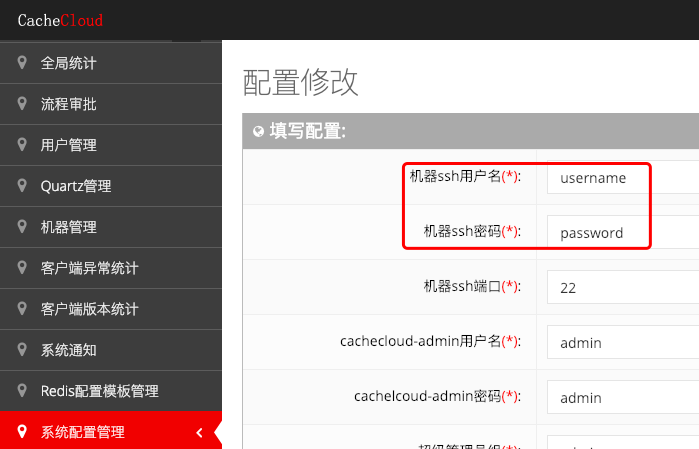 CacheCloud
全局统计
流程审批
用户管理
Quartz管理
机器管理
客户端异常统计
客户端版本统计
系统通知
Redis配置模板管理
系统配置管理
配置修改
填写配置:
机器ssh用户名(*): username
机器ssh密码(*): password
机器ssh端口(*): 22
cachecloud-admin用户名(*): admin
cachelcoud-admin密码(*): admin